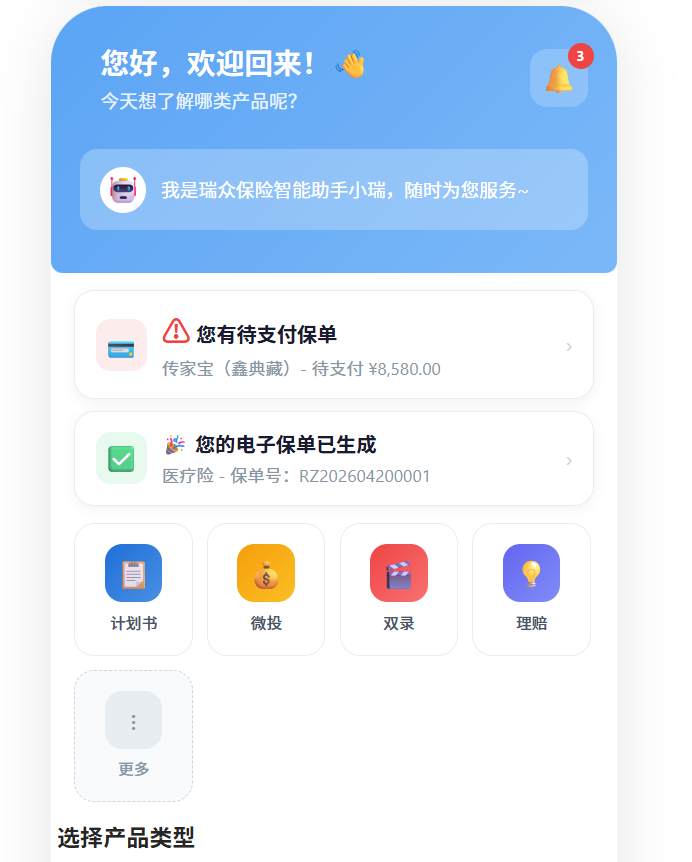 您好，欢迎回来！
3
今天想了解哪类产品呢?
我是瑞众保险智能助手小瑞，随时为您服务~
您有待支付保单
传家宝（鑫典藏）- 待支付 ¥8,580.00
您的电子保单已生成
医疗险 - 保单号：RZ202604200001
计划书
微投
双录
理赔
更多
选择产品类型